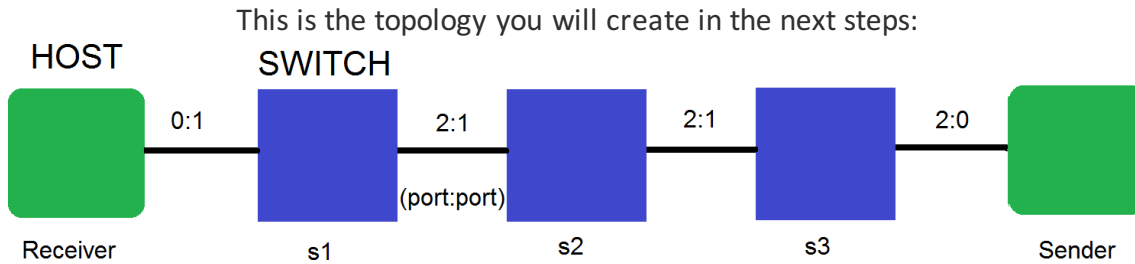 This is the topology you will create in the next steps:
HOST
SWITCH
0:1
2:1
2:1
2:0
(port:port)
Receiver
s1
s2
s3
Sender